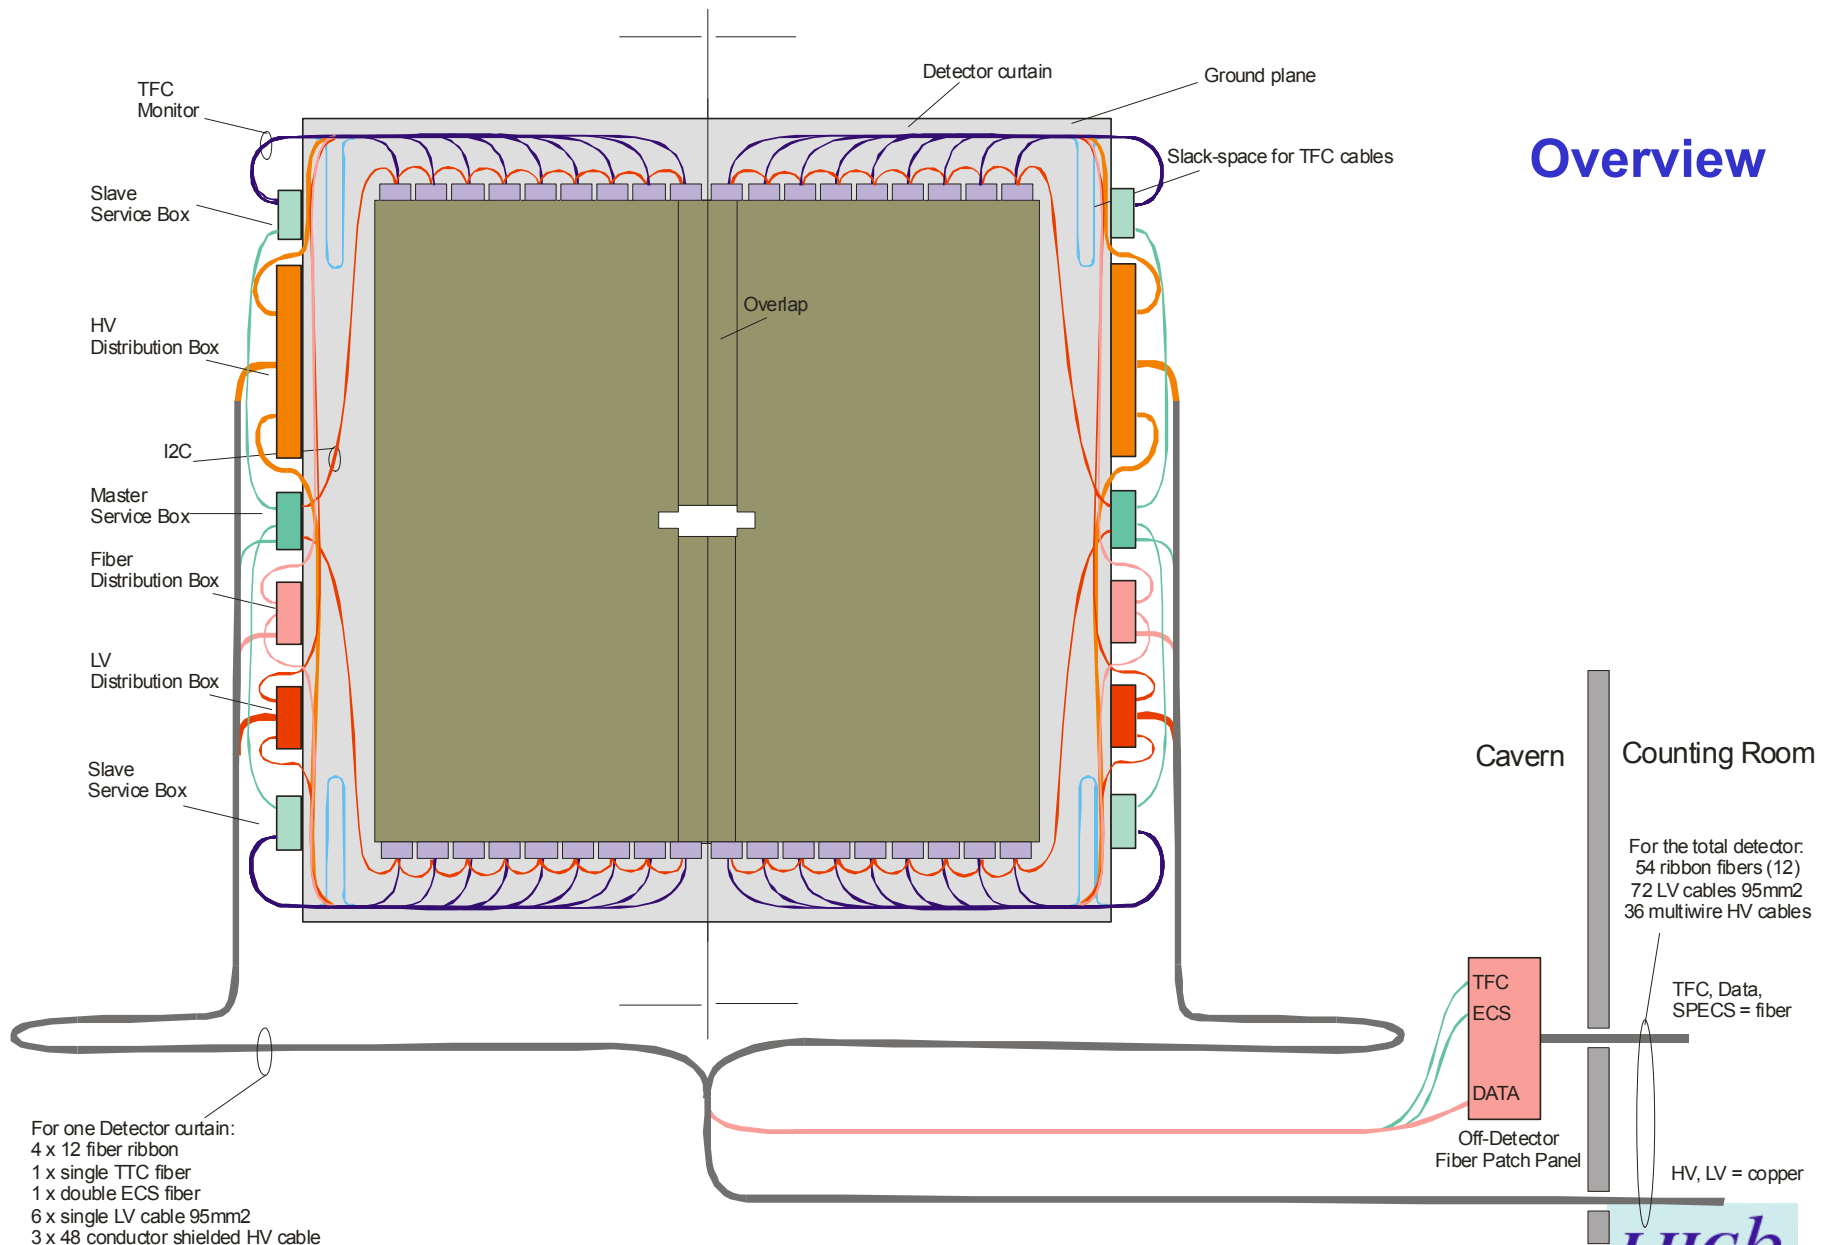 Overview
TFC
Monitor
Detector curtain
Ground plane
Slack-space for TFC cables
Slave
Service Box
Overlap
HV
Distribution Box
I2C
Master
Service Box
Fiber
Distribution Box
LV
Distribution Box
Slave
Service Box
Cavern
Counting Room
For the total detector:
54 ribbon fibers (12)
72 LV cables 95mm2
36 multiwire HV cables
TFC
ECS
DATA
TFC, Data,
SPECS = fiber
Off-Detector
Fiber Patch Panel
HV, LV = copper
For one Detector curtain:
4 x 12 fiber ribbon
1 x single TTC fiber
1 x double ECS fiber
6 x single LV cable 95mm2
3 x 48 conductor shielded HV cable